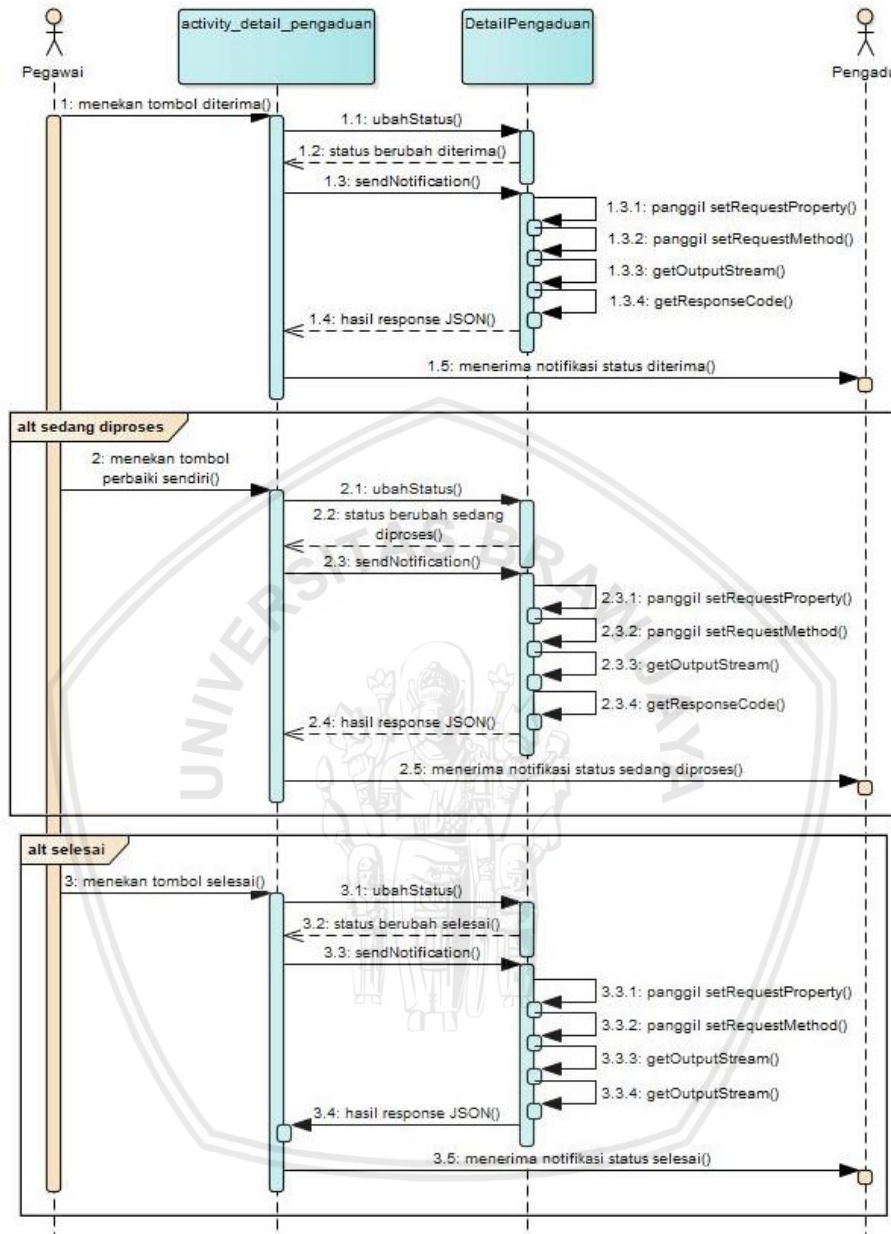 activity_detail_pengaduan
DetailPengaduan
Pegawai
Pengadu
1: menekan tombol diterima()
1.1: ubahStatus()
1.2: status berubah diterima()
1.3: sendNotification()
1.3.1: panggil setRequestProperty()
1.3.2: panggil setRequestMethod()
1.3.3: getOutputStream()
1.3.4: getResponseCode()
1.4: hasil response JSON()
1.5: menerima notifikasi status diterima()
alt sedang diproses
2: menekan tombol
perbaiki sendiri()
2.1: ubahStatus()
2.2: status berubah sedang
diproses()
2.3: sendNotification()
2.3.1: panggil setRequestProperty()
2.3.2: panggil setRequestMethod()
2.3.3: getOutputStream()
2.3.4: getResponseCode()
2.4: hasil response JSON()
2.5: menerima notifikasi status sedang diproses()
alt selesai
3: menekan tombol selesai()
3.1: ubahStatus()
3.2: status berubah selesai()
3.3: sendNotification()
3.3.1: panggil setRequestProperty()
3.3.2: panggil setRequestMethod()
3.3.3: getOutputStream()
3.3.4: getOutputStream()
3.4: hasil response JSON()
3.5: menerima notifikasi status selesai()
UNIVERSITAS BRAWIJAYA